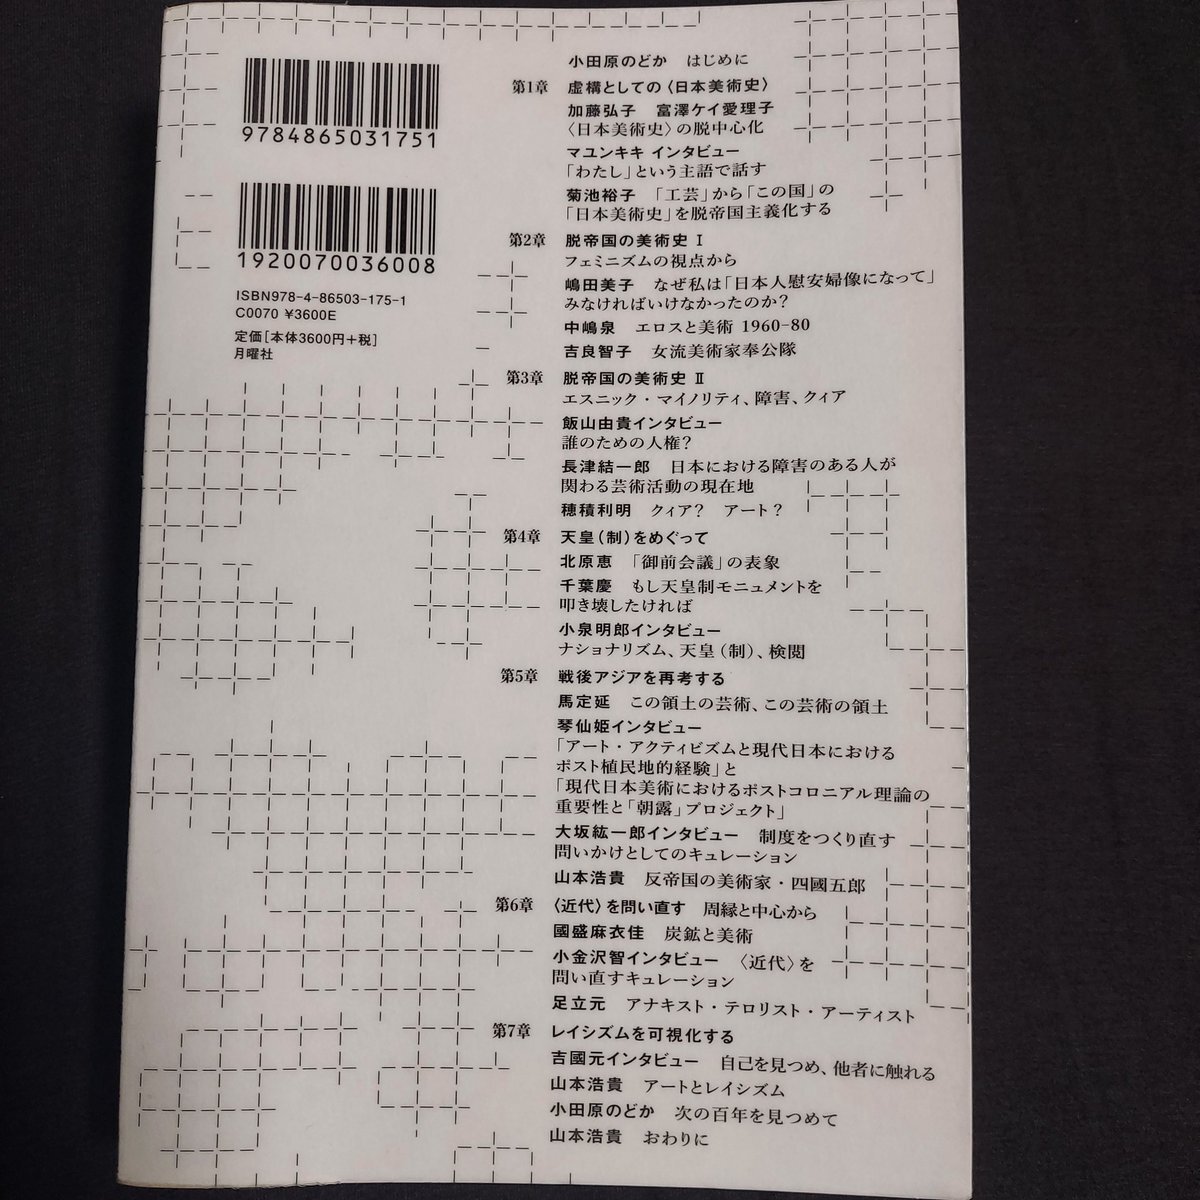 9784865031751
1920070036008
ISBN978-4-86503-175-1
C0070 ¥3600E
定価[本体3600円+税]
月曜社
小田原のどか はじめに
第1章 虚構としての〈日本美術史〉
加藤弘子 富澤ケイ愛理子
〈日本美術史〉の脱中心化
マユンキキ インタビュー
「わたし」という主語で話す
菊池裕子 「工芸」から「この国」の
「日本美術史」を脱帝国主義化する
第2章 脱帝国の美術史 Ⅰ
フェミニズムの視点から
嶋田美子 なぜ私は「日本人慰安婦像になって」
みなければいけなかったのか？
中嶋泉 エロスと美術 1960-80
吉良智子 女流美術家奉公隊
第3章 脱帝国の美術史 Ⅱ
エスニック・マイノリティ、障害、クィア
飯山由貴インタビュー
誰のための人権？
長津結一郎 日本における障害のある人が
関わる芸術活動の現在地
穂積利明 クィア？ アート？
第4章 天皇（制）をめぐって
北原恵 「御前会議」の表象
千葉慶 もし天皇制モニュメントを
叩き壊したければ
小泉明郎インタビュー
ナショナリズム、天皇（制）、検閲
第5章 戦後アジアを再考する
馬定延 この領土の芸術、この芸術の領土
琴仙姫インタビュー
「アート・アクティビズムと現代日本における
ポスト植民地的経験」と
「現代日本美術におけるポストコロニアル理論の
重要性と「朝露」プロジェクト」
大坂紘一郎インタビュー 制度をつくり直す
問いかけとしてのキュレーション
山本浩貴 反帝国の美術家・四國五郎
第6章 〈近代〉を問い直す 周縁と中心から
國盛麻衣佳 炭鉱と美術
小金沢智インタビュー 〈近代〉を
問い直すキュレーション
足立元 アナキスト・テロリスト・アーティスト
第7章 レイシズムを可視化する
吉國元インタビュー 自己を見つめ、他者に触れる
山本浩貴 アートとレイシズム
小田原のどか 次の百年を見つめて
山本浩貴 おわりに